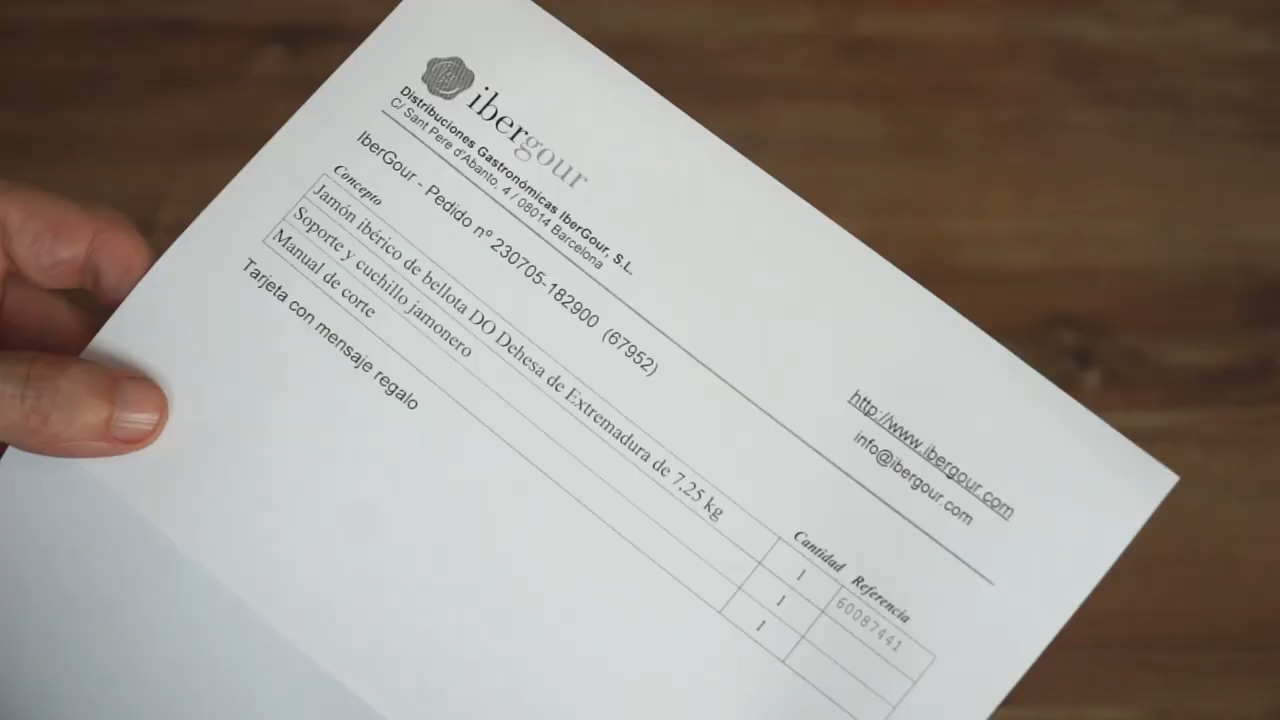 ibergour
Distribuciones Gastronómicas IberGour, S.L.
C/ Sant Pere d'Abanto, 4 / 08014 Barcelona
http://www.ibergour.com
info@ibergour.com
IberGour - Pedido nº 230705-182900 (67952)
Concepto Cantidad Referencia
Jamón ibérico de bellota DO Dehesa de Extremadura de 7,25 kg 1 60087441
Soporte y cuchillo jamonero 1
Manual de corte 1
Tarjeta con mensaje regalo